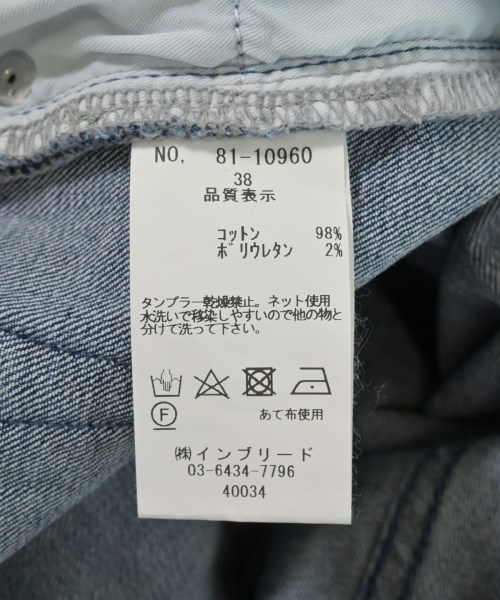 NO, 81-10960
38
品質表示
コットン 98%
ポリウレタン 2%
タンブラー乾燥禁止。ネット使用
水洗いで移染しやすいので他の物と
分けて洗って下さい。
F
あて布使用
㈱インブリード
03-6434-7796
40034